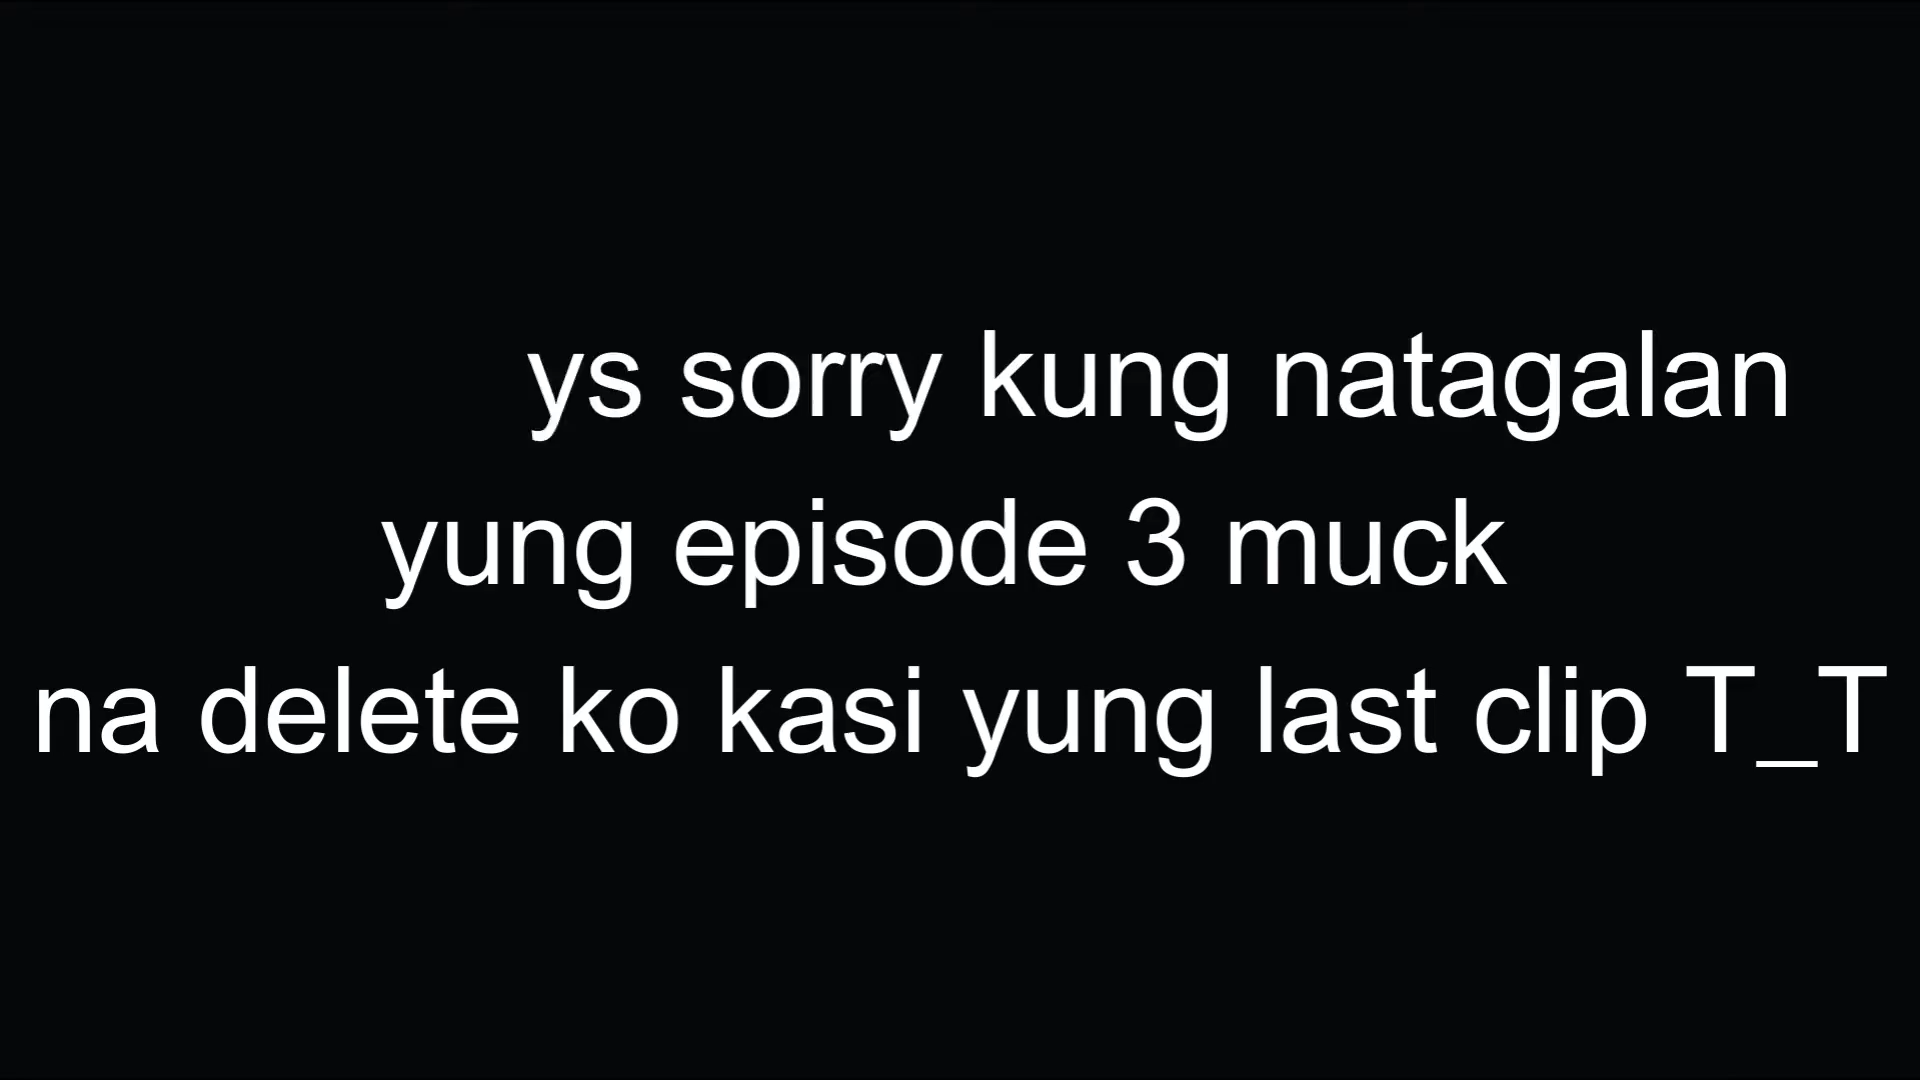 ys sorry kung natagalan
yung episode 3 muck
na delete ko kasi yung last clip T_T